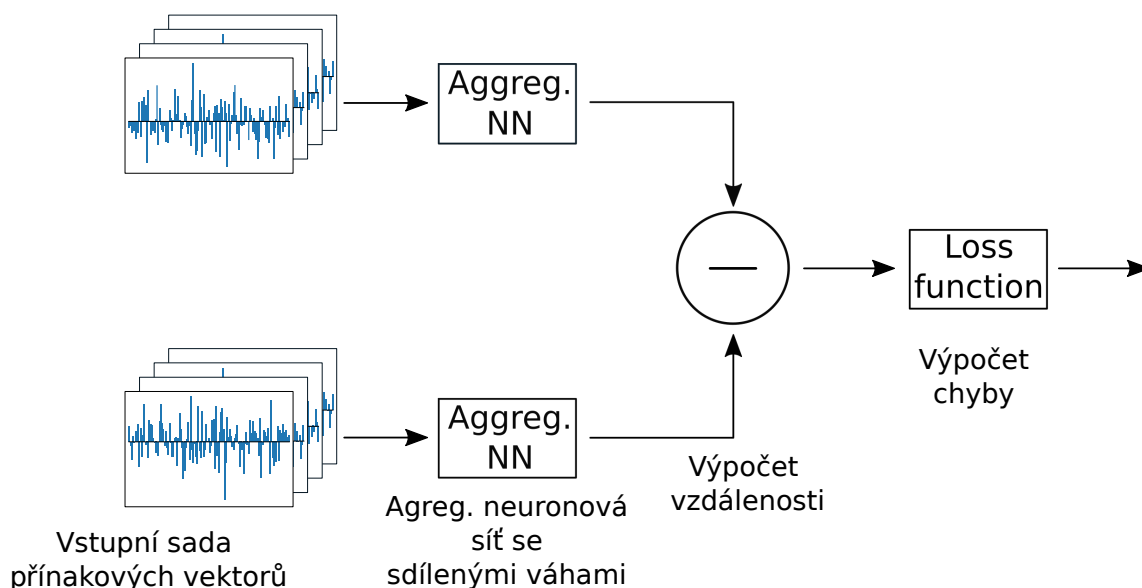 Aggreg.
NN
Loss
function
Výpočet
chyby
Aggreg.
NN
Výpočet
vzdálenosti
Agreg. neuronová
síť se
sdílenými váhami
Vstupní sada
přínakových vektorů